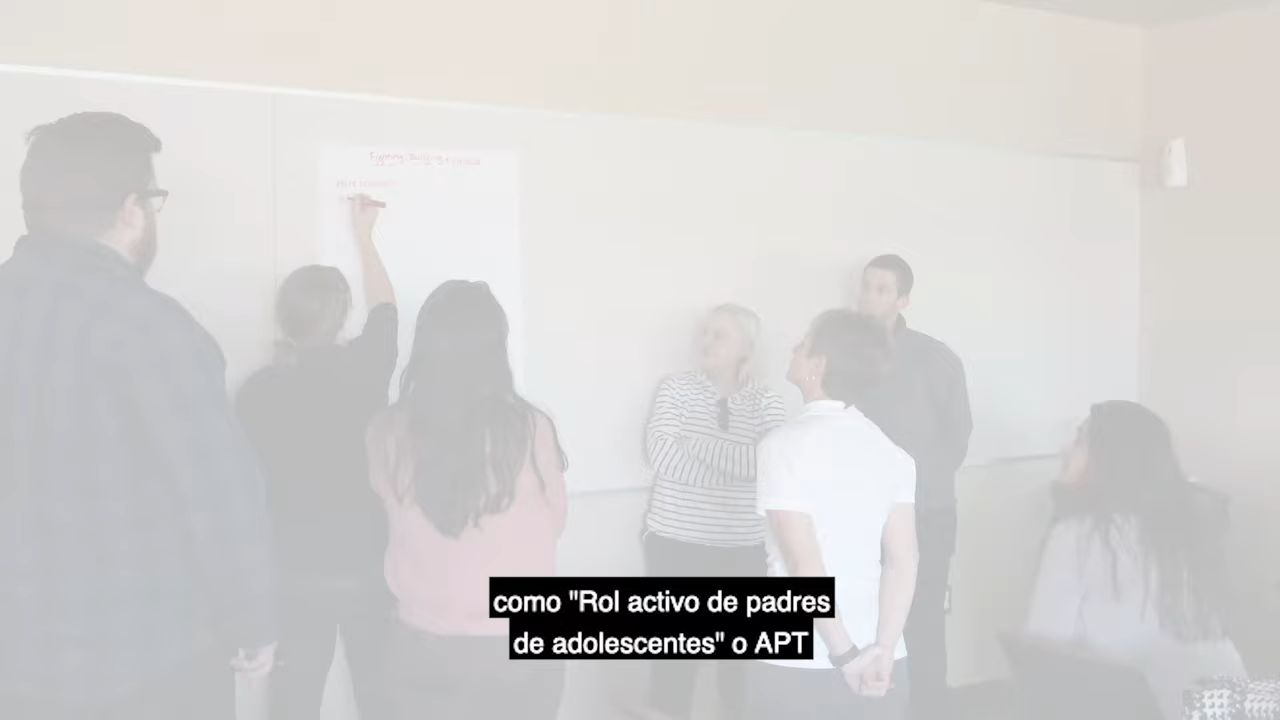 como "Rol activo de padres
de adolescentes" o APT